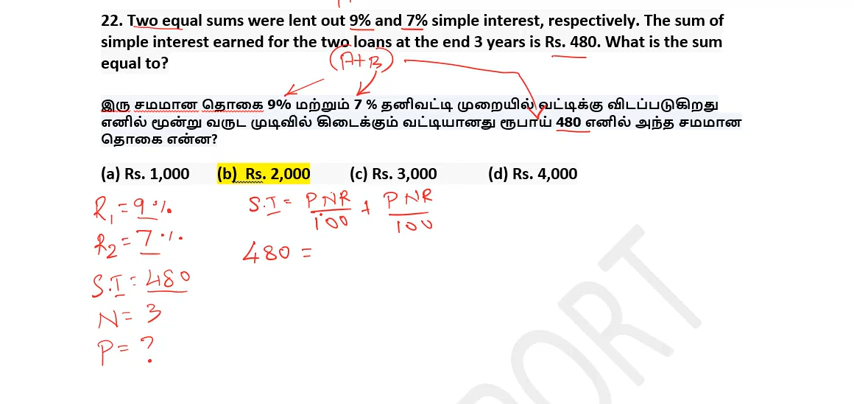 22. Two equal sums were lent out 9% and 7% simple interest, respectively. The sum of
simple interest earned for the two loans at the end 3 years is Rs. 480. What is the sum
equal to?
(A+B)
இரு சமமான தொகை 9% மற்றும் 7 % தனிவட்டி முறையில் வட்டிக்கு விடப்படுகிறது
எனில் மூன்று வருட முடிவில் கிடைக்கும் வட்டியானது ரூபாய் 480 எனில் அந்த சமமான
தொகை என்ன?
(a) Rs. 1,000 (b) Rs. 2,000 (c) Rs. 3,000 (d) Rs. 4,000
R₁ = 9% S.I = PNR/100 + PNR/100
R₂ = 7% 480 =
S.I = 480
N = 3
P = ?
PORT